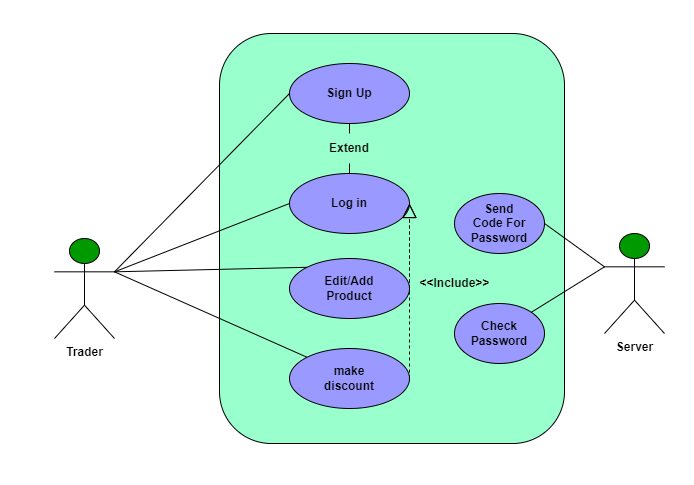 Sign Up
Extend
Log in
Send
Code For
Password
Edit/Add
Product
<<Include>>
Check
Password
make
discount
Trader
Server